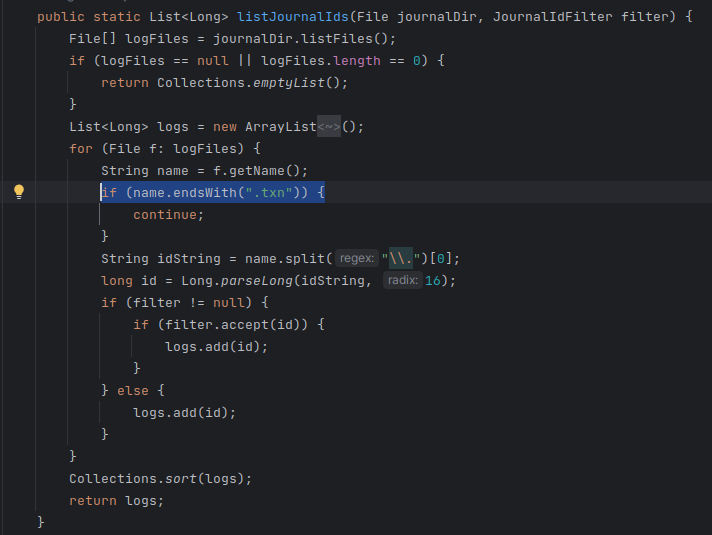 public static List<Long> listJournalIds(File journalDir, JournalIdFilter filter) {
File[] logFiles = journalDir.listFiles();
if (logFiles == null || logFiles.length == 0) {
return Collections.emptyList();
}
List<Long> logs = new ArrayList<~>();
for (File f: logFiles) {
String name = f.getName();
if (name.endsWith(".txn")) {
continue;
}
String idString = name.split( regex: "\\.")[0];
long id = Long.parseLong(idString, radix: 16);
if (filter != null) {
if (filter.accept(id)) {
logs.add(id);
}
} else {
logs.add(id);
}
}
Collections.sort(logs);
return logs;
}